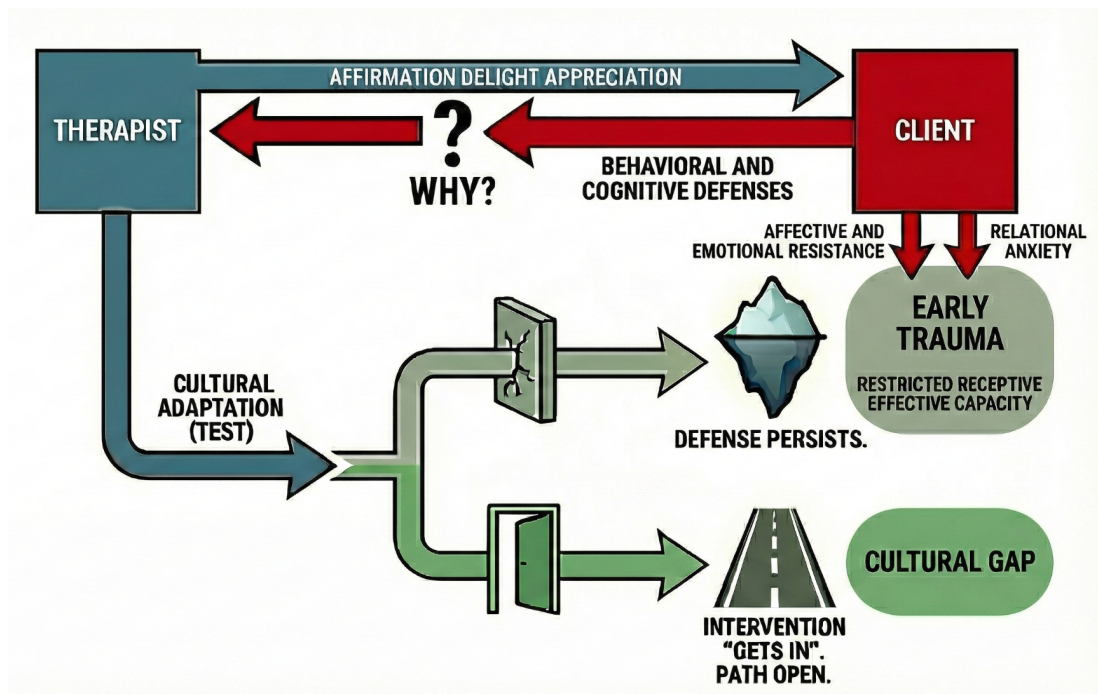 AFFIRMATION DELIGHT APPRECIATION
THERAPIST
?
WHY?
CLIENT
BEHAVIORAL AND
COGNITIVE DEFENSES
AFFECTIVE AND
EMOTIONAL RESISTANCE
RELATIONAL
ANXIETY
EARLY
TRAUMA
RESTRICTED RECEPTIVE
EFFECTIVE CAPACITY
CULTURAL
ADAPTATION
(TEST)
DEFENSE PERSISTS.
CULTURAL GAP
INTERVENTION
"GETS IN".
PATH OPEN.